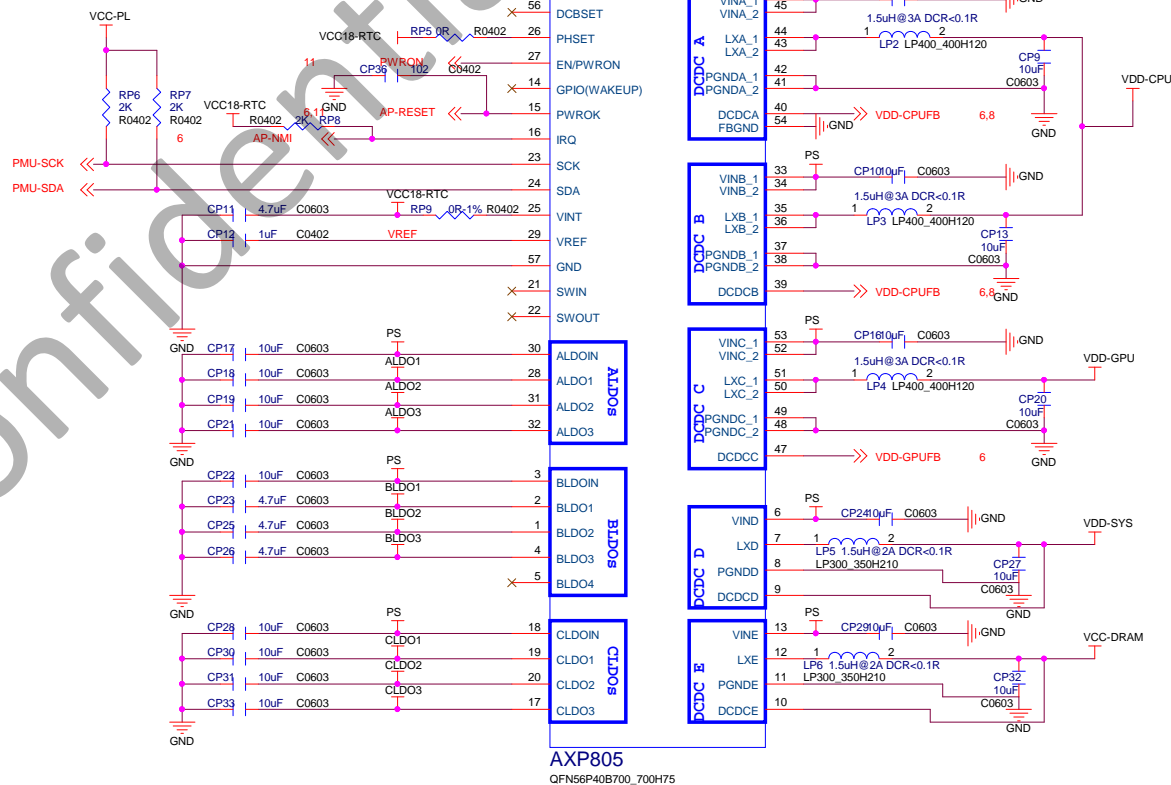 VCC-PL
RP6
2K
R0402
RP7
2K
R0402
6
PMU-SCK
PMU-SDA
VCC18-RTC
RP5 0R
R0402
11
PWRON
CP36
102
C0402
GND
VCC18-RTC
6,11
AP-RESET
R0402
2K
RP8
AP-NMI
VCC18-RTC
CP11
4.7uF
C0603
RP9
0R-1%
R0402
CP12
1uF
C0402
VREF
GND
CP17
10uF
C0603
PS
CP18
10uF
C0603
ALDO1
CP19
10uF
C0603
ALDO2
CP21
10uF
C0603
ALDO3
GND
CP22
10uF
C0603
PS
CP23
4.7uF
C0603
BLDO1
CP25
4.7uF
C0603
BLDO2
CP26
4.7uF
C0603
BLDO3
GND
CP28
10uF
C0603
PS
CP30
10uF
C0603
CLDO1
CP31
10uF
C0603
CLDO2
CP33
10uF
C0603
CLDO3
GND
56
DCBSET
26
PHSET
27
EN/PWRON
14
GPIO(WAKEUP)
15
PWROK
16
IRQ
23
SCK
24
SDA
25
VINT
29
VREF
57
GND
21
SWIN
22
SWOUT
30
ALDOIN
28
ALDO1
31
ALDO2
32
ALDO3
ALDOs
3
BLDOIN
2
BLDO1
1
BLDO2
4
BLDO3
5
BLDO4
BLDOs
18
CLDOIN
19
CLDO1
20
CLDO2
17
CLDO3
CLDOs
AXP805
QFN56P40B700_700H75
DCDC A
VINA_1
VINA_2
45
LXA_1
44
LXA_2
43
PGNDA_1
42
PGNDA_2
41
DCDCA
40
FBGND
54
GND
GND
1.5uH@3A DCR<0.1R
1
2
LP2
LP400_400H120
CP9
10uF
C0603
GND
VDD-CPU
VDD-CPUFB
6,8
DCDC B
VINB_1
33
VINB_2
34
LXB_1
35
LXB_2
36
PGNDB_1
37
PGNDB_2
38
DCDCB
39
PS
CP10
10uF
C0603
GND
1.5uH@3A DCR<0.1R
1
2
LP3
LP400_400H120
CP13
10uF
C0603
GND
VDD-CPUFB
6,8
DCDC C
VINC_1
53
VINC_2
52
LXC_1
51
LXC_2
50
PGNDC_1
49
PGNDC_2
48
DCDCC
47
PS
CP16
10uF
C0603
GND
1.5uH@3A DCR<0.1R
1
2
LP4
LP400_400H120
VDD-GPU
CP20
10uF
C0603
GND
VDD-GPUFB
6
DCDC D
VIND
6
LXD
7
PGNDD
8
DCDCD
9
PS
CP24
10uF
C0603
GND
1
2
LP5
1.5uH@2A DCR<0.1R
LP300_350H210
VDD-SYS
CP27
10uF
C0603
GND
DCDC E
VINE
13
LXE
12
PGNDE
11
DCDCE
10
PS
CP29
10uF
C0603
GND
1
2
LP6
1.5uH@2A DCR<0.1R
LP300_350H210
VCC-DRAM
CP32
10uF
C0603
GND